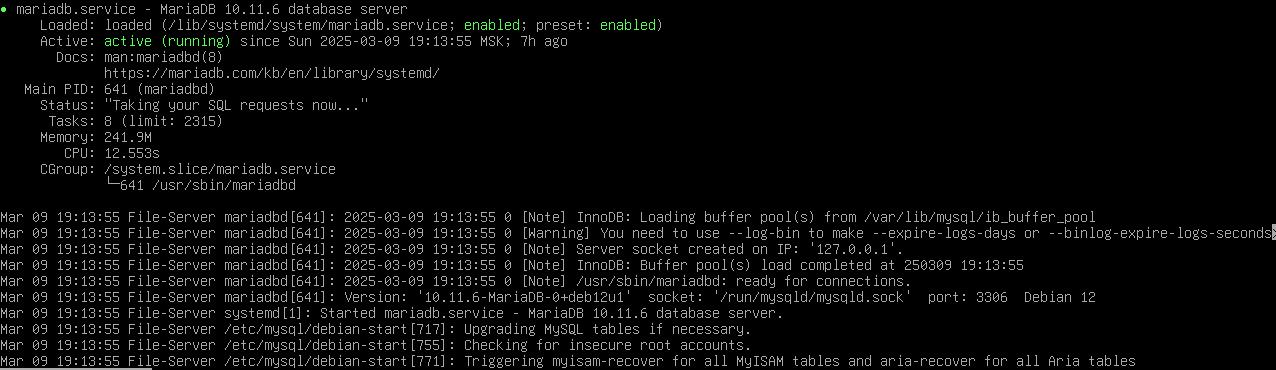 ● mariadb.service - MariaDB 10.11.6 database server
     Loaded: loaded (/lib/systemd/system/mariadb.service; enabled; preset: enabled)
     Active: active (running) since Sun 2025-03-09 19:13:55 MSK; 7h ago
       Docs: man:mariadbd(8)
             https://mariadb.com/kb/en/library/systemd/
   Main PID: 641 (mariadbd)
     Status: "Taking your SQL requests now..."
      Tasks: 8 (limit: 2315)
     Memory: 241.9M
        CPU: 12.553s
     CGroup: /system.slice/mariadb.service
             └─641 /usr/sbin/mariadbd

Mar 09 19:13:55 File-Server mariadbd[641]: 2025-03-09 19:13:55 0 [Note] InnoDB: Loading buffer pool(s) from /var/lib/mysql/ib_buffer_pool
Mar 09 19:13:55 File-Server mariadbd[641]: 2025-03-09 19:13:55 0 [Warning] You need to use --log-bin to make --expire-logs-days or --binlog-expire-logs-seconds>
Mar 09 19:13:55 File-Server mariadbd[641]: 2025-03-09 19:13:55 0 [Note] Server socket created on IP: '127.0.0.1'.
Mar 09 19:13:55 File-Server mariadbd[641]: 2025-03-09 19:13:55 0 [Note] InnoDB: Buffer pool(s) load completed at 250309 19:13:55
Mar 09 19:13:55 File-Server mariadbd[641]: 2025-03-09 19:13:55 0 [Note] /usr/sbin/mariadbd: ready for connections.
Mar 09 19:13:55 File-Server mariadbd[641]: Version: '10.11.6-MariaDB-0+deb12u1'  socket: '/run/mysqld/mysqld.sock'  port: 3306  Debian 12
Mar 09 19:13:55 File-Server systemd[1]: Started mariadb.service - MariaDB 10.11.6 database server.
Mar 09 19:13:55 File-Server /etc/mysql/debian-start[717]: Upgrading MySQL tables if necessary.
Mar 09 19:13:55 File-Server /etc/mysql/debian-start[755]: Checking for insecure root accounts.
Mar 09 19:13:55 File-Server /etc/mysql/debian-start[771]: Triggering myisam-recover for all MyISAM tables and aria-recover for all Aria tables